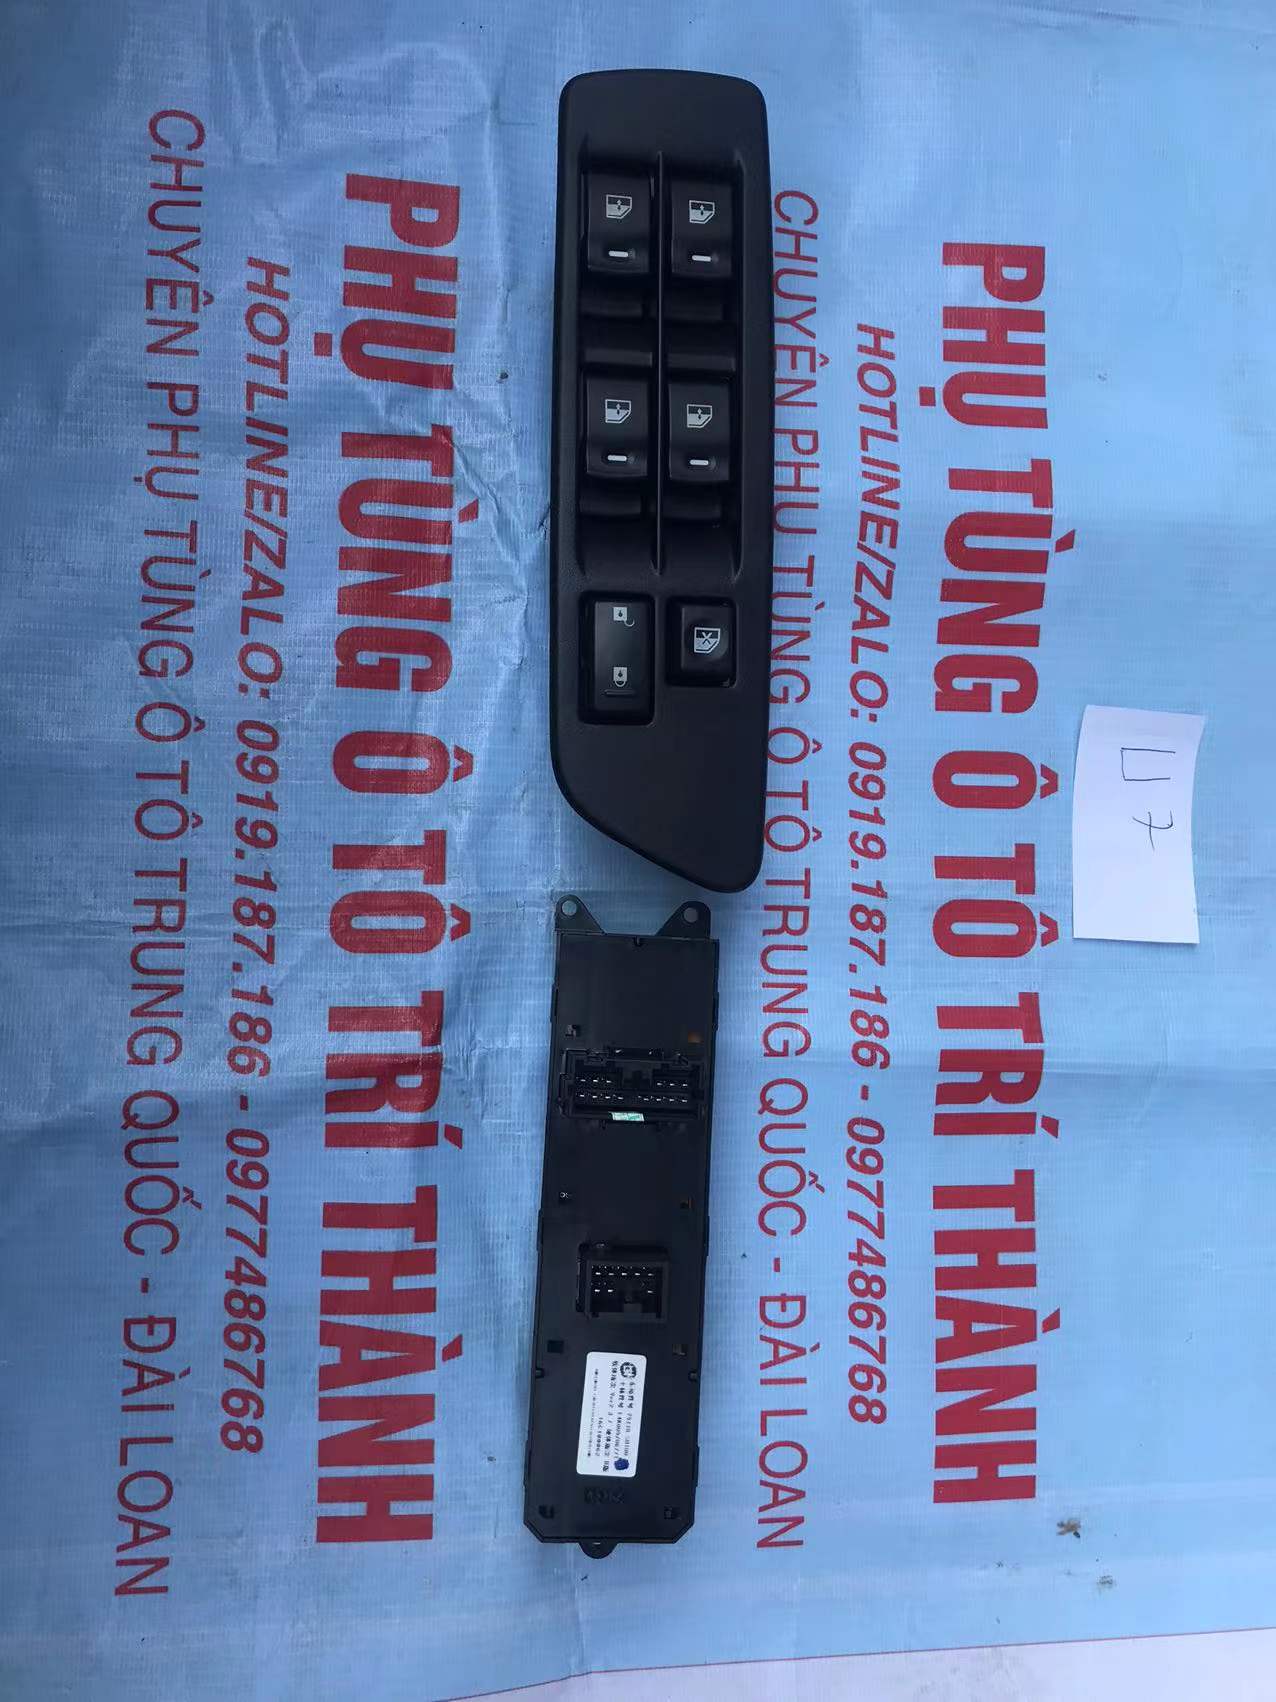 PHỤ TÙNG Ô TÔ TRÍ THÀNH
HOTLINE/ZALO: 0919.187.186 - 0977486768
CHUYÊN PHỤ TÙNG Ô TÔ TRUNG QUỐC - ĐÀI LOAN
PHỤ TÙNG Ô TÔ TRÍ THÀNH
HOTLINE/ZALO: 0919.187.186 - 0977486768
CHUYÊN PHỤ TÙNG Ô TÔ TRUNG QUỐC - ĐÀI LOAN